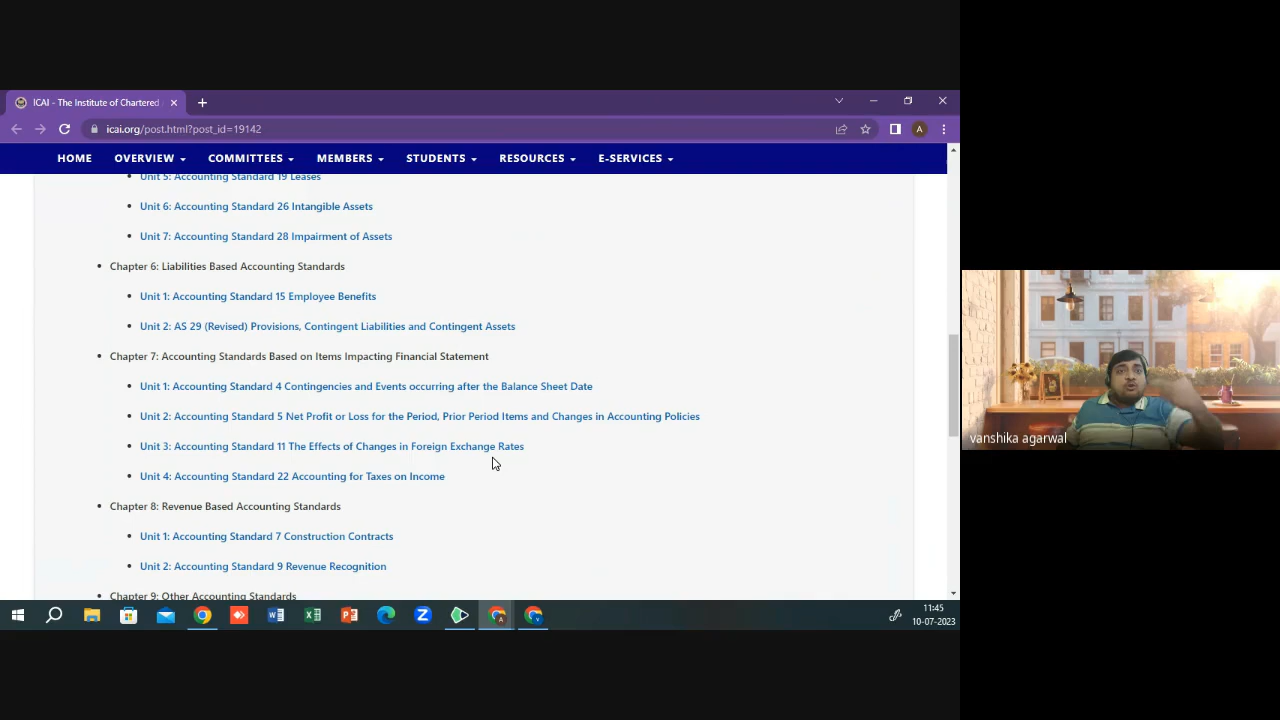 ICAI - The Institute of Chartered
icai.org/post.html?post_id=19142
A
HOME OVERVIEW COMMITTEES MEMBERS STUDENTS RESOURCES E-SERVICES
Unit 5: Accounting Standard 19 Leases
Unit 6: Accounting Standard 26 Intangible Assets
Unit 7: Accounting Standard 28 Impairment of Assets
Chapter 6: Liabilities Based Accounting Standards
Unit 1: Accounting Standard 15 Employee Benefits
Unit 2: AS 29 (Revised) Provisions, Contingent Liabilities and Contingent Assets
Chapter 7: Accounting Standards Based on Items Impacting Financial Statement
Unit 1: Accounting Standard 4 Contingencies and Events occurring after the Balance Sheet Date
Unit 2: Accounting Standard 5 Net Profit or Loss for the Period, Prior Period Items and Changes in Accounting Policies
Unit 3: Accounting Standard 11 The Effects of Changes in Foreign Exchange Rates
Unit 4: Accounting Standard 22 Accounting for Taxes on Income
Chapter 8: Revenue Based Accounting Standards
Unit 1: Accounting Standard 7 Construction Contracts
Unit 2: Accounting Standard 9 Revenue Recognition
Chapter 9: Other Accounting Standards
vanshika agarwal
11:45
10-07-2023